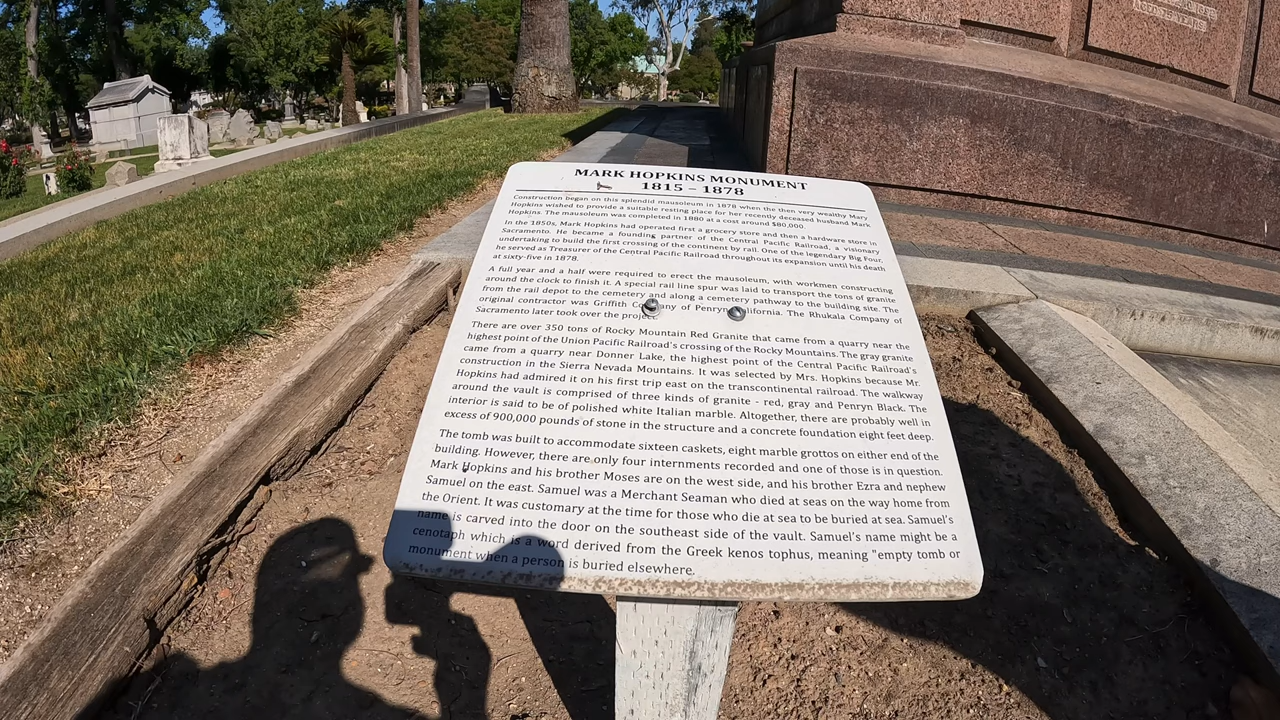 MARK HOPKINS MONUMENT
1815 – 1878
Construction began on this splendid mausoleum in 1878 when the then very wealthy Mary
Hopkins wished to provide a suitable resting place for her recently deceased husband Mark
Hopkins. The mausoleum was completed in 1880 at a cost around $80,000.
In the 1850s, Mark Hopkins had operated first a grocery store and then a hardware store in
Sacramento. He became a founding partner of the Central Pacific Railroad, a visionary
undertaking to build the first crossing of the continent by rail. One of the legendary Big Four,
he served as Treasurer of the Central Pacific Railroad throughout its expansion until his death
at sixty-five in 1878.
A full year and a half were required to erect the mausoleum, with workmen constructing
around the clock to finish it. A special rail line spur was laid to transport the tons of granite
from the rail depot to the cemetery and along a cemetery pathway to the building site. The
original contractor was Griffith Company of Penryn California. The Rhukala Company of
Sacramento later took over the project.
There are over 350 tons of Rocky Mountain Red Granite that came from a quarry near the
highest point of the Union Pacific Railroad's crossing of the Rocky Mountains. The gray granite
came from a quarry near Donner Lake, the highest point of the Central Pacific Railroad's
construction in the Sierra Nevada Mountains. It was selected by Mrs. Hopkins because Mr.
Hopkins had admired it on his first trip east on the transcontinental railroad. The walkway
around the vault is comprised of three kinds of granite - red, gray and Penryn Black. The
interior is said to be of polished white Italian marble. Altogether, there are probably well in
excess of 900,000 pounds of stone in the structure and a concrete foundation eight feet deep.
The tomb was built to accommodate sixteen caskets, eight marble grottos on either end of the
building. However, there are only four internments recorded and one of those is in question.
Mark Hopkins and his brother Moses are on the west side, and his brother Ezra and nephew
Samuel on the east. Samuel was a Merchant Seaman who died at seas on the way home from
the Orient. It was customary at the time for those who die at sea to be buried at sea. Samuel's
name is carved into the door on the southeast side of the vault. Samuel's name might be a
cenotaph which is a word derived from the Greek kenos tophus, meaning "empty tomb or
monument when a person is buried elsewhere.